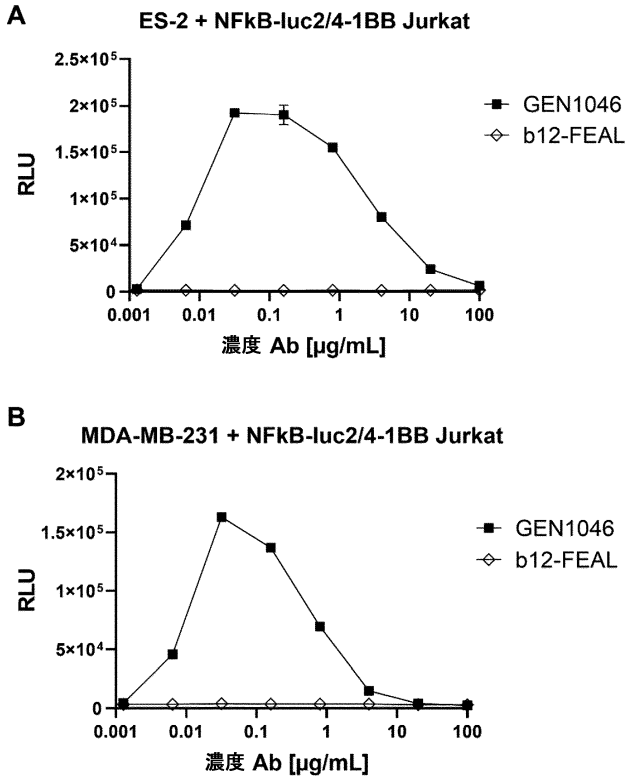 A
ES-2 + NFkB-luc2/4-1BB Jurkat
2.5×10⁵
2×10⁵
1.5×10⁵
1×10⁵
5×10⁴
0
RLU
GEN1046
b12-FEAL
0.001 0.01 0.1 1 10 100
濃度 Ab [µg/mL]
B
MDA-MB-231 + NFkB-luc2/4-1BB Jurkat
2×10⁵
1.5×10⁵
1×10⁵
5×10⁴
0
RLU
GEN1046
b12-FEAL
0.001 0.01 0.1 1 10 100
濃度 Ab [µg/mL]